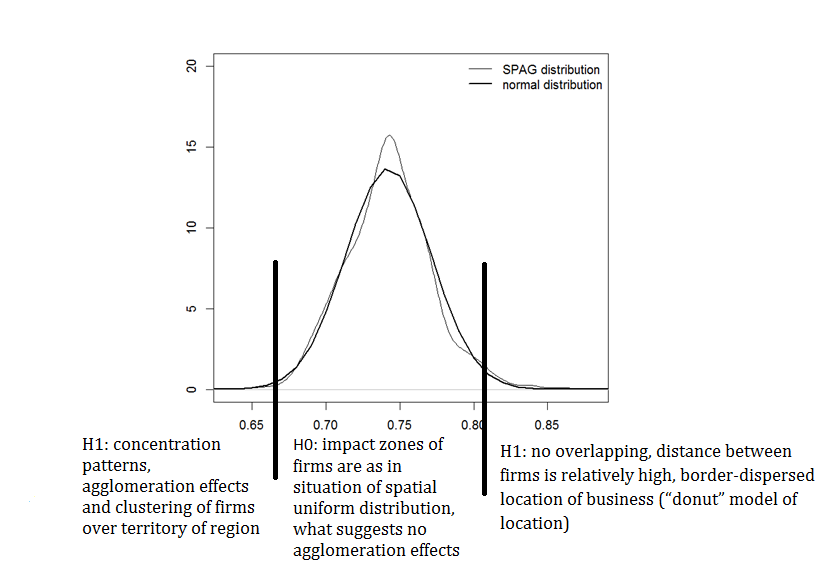 20
15
10
5
0
SPAG distribution
normal distribution
0.65
0.70
0.75
0.80
0.85
H1: concentration
patterns,
agglomeration effects
and clustering of firms
over territory of region
H0: impact zones of
firms are as in
situation of spatial
uniform distribution,
what suggests no
agglomeration effects
H1: no overlapping, distance between
firms is relatively high, border-dispersed
location of business (“donut” model of
location)